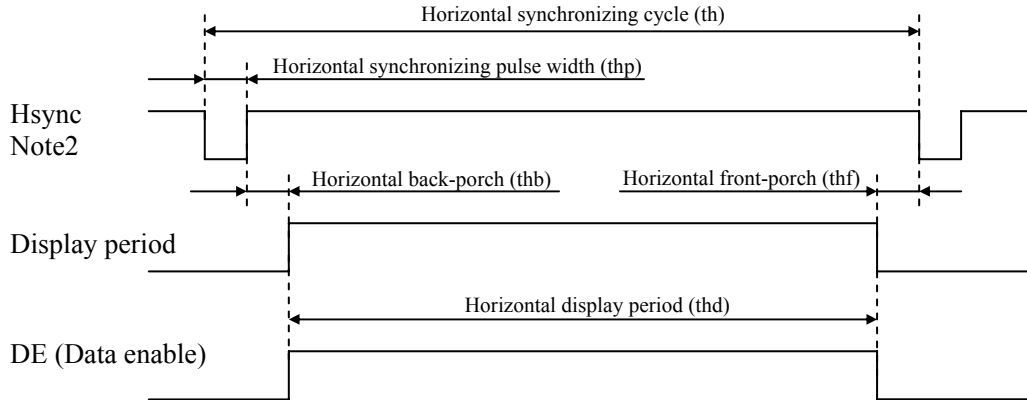 Horizontal synchronizing cycle (th)
Horizontal synchronizing pulse width (thp)
Hsync
Note2
Horizontal back-porch (thb)
Horizontal front-porch (thf)
Display period
Horizontal display period (thd)
DE (Data enable)